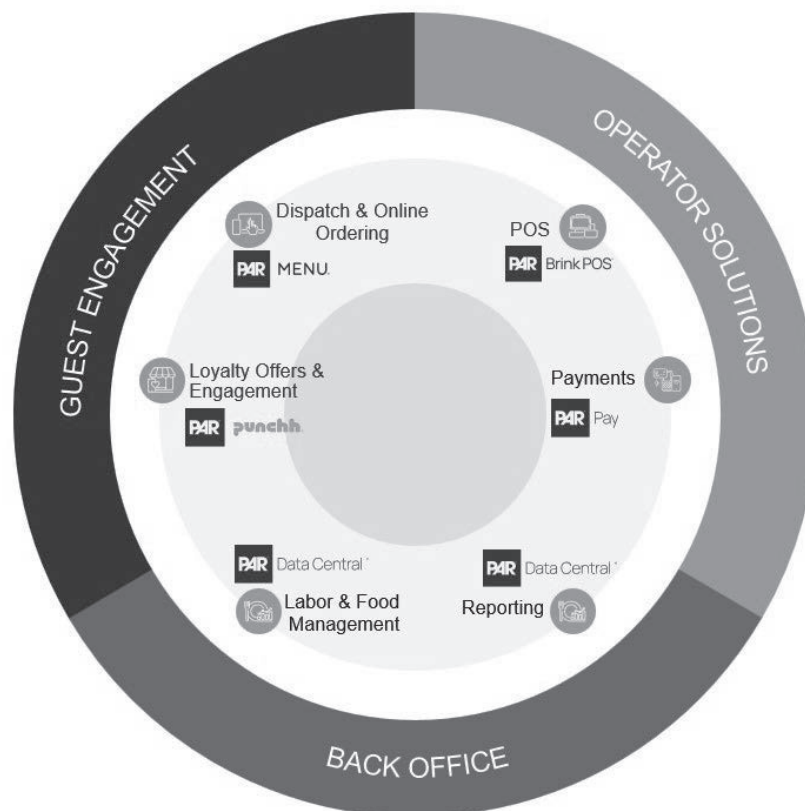 GUEST ENGAGEMENT
OPERATOR SOLUTIONS
Dispatch & Online
Ordering
PAR MENU.
POS
PAR Brink POS
Loyalty Offers &
Engagement
PAR punchh.
Payments
PAR Pay
PAR Data Central
Labor & Food
Management
PAR Data Central
Reporting
BACK OFFICE